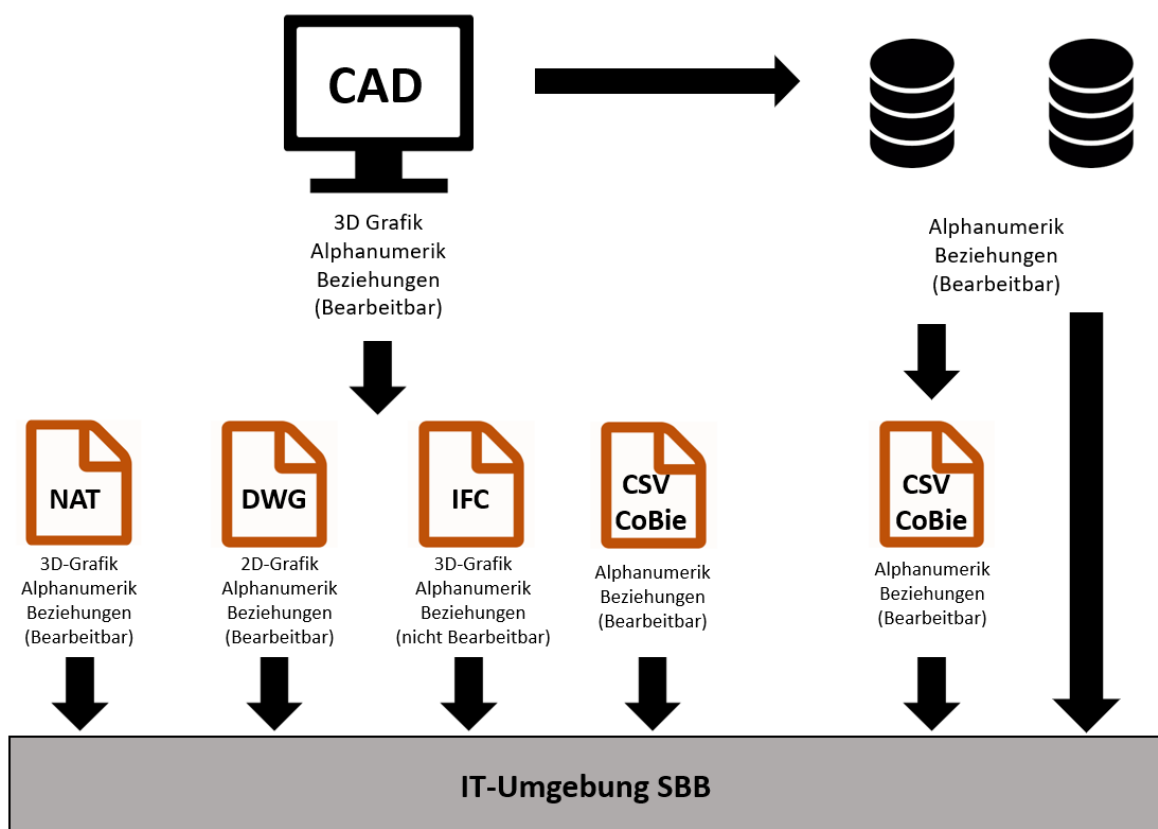 CAD
3D Grafik
Alphanumerik
Beziehungen
(Bearbeitbar)
Alphanumerik
Beziehungen
(Bearbeitbar)
NAT
3D-Grafik
Alphanumerik
Beziehungen
(Bearbeitbar)
DWG
2D-Grafik
Alphanumerik
Beziehungen
(Bearbeitbar)
IFC
3D-Grafik
Alphanumerik
Beziehungen
(nicht Bearbeitbar)
CSV
CoBie
Alphanumerik
Beziehungen
(Bearbeitbar)
CSV
CoBie
Alphanumerik
Beziehungen
(Bearbeitbar)
IT-Umgebung SBB